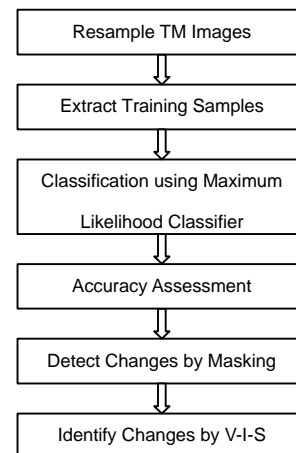 Resample TM Images
Extract Training Samples
Classification using Maximum
Likelihood Classifier
Accuracy Assessment
Detect Changes by Masking
Identify Changes by V-I-S